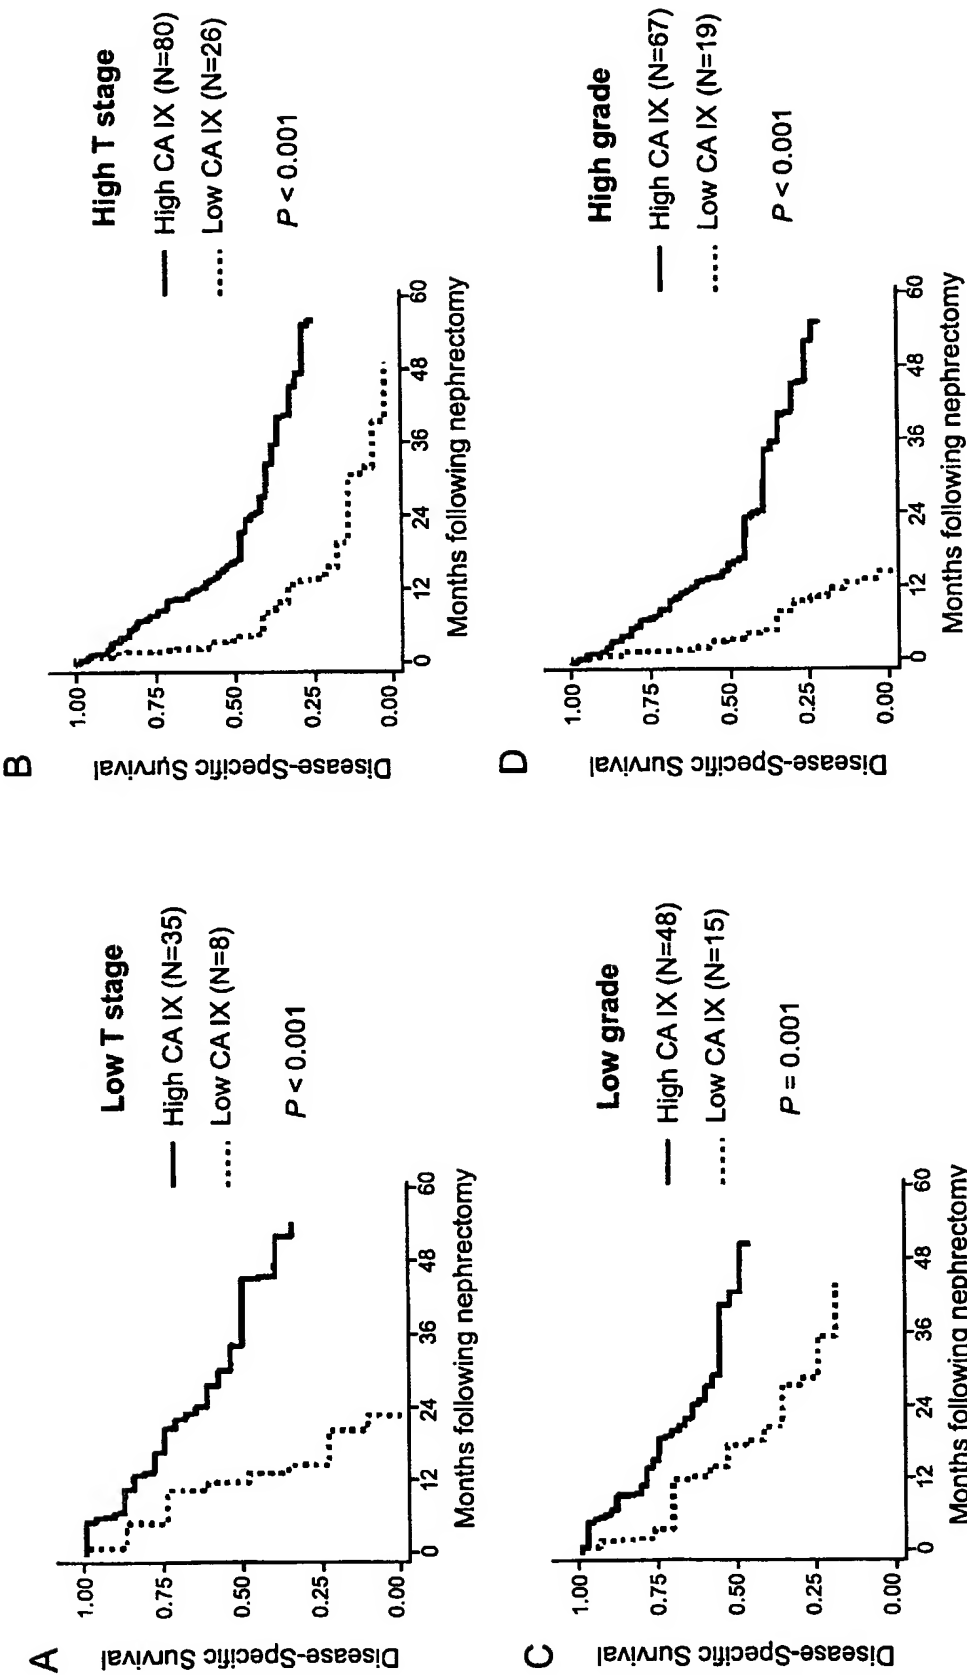 A
Low T stage
High CA IX (N=35)
Low CA IX (N=8)
P < 0.001
Disease-Specific Survival
1.00
0.75
0.50
0.25
0.00
0
12
24
36
48
60
Months following nephrectomy
B
High T stage
High CA IX (N=80)
Low CA IX (N=26)
P < 0.001
Disease-Specific Survival
1.00
0.75
0.50
0.25
0.00
0
12
24
36
48
60
Months following nephrectomy
C
Low grade
High CA IX (N=48)
Low CA IX (N=15)
P = 0.001
Disease-Specific Survival
1.00
0.75
0.50
0.25
0.00
0
12
24
36
48
60
Months following nephrectomy
D
High grade
High CA IX (N=67)
Low CA IX (N=19)
P < 0.001
Disease-Specific Survival
1.00
0.75
0.50
0.25
0.00
0
12
24
36
48
60
Months following nephrectomy